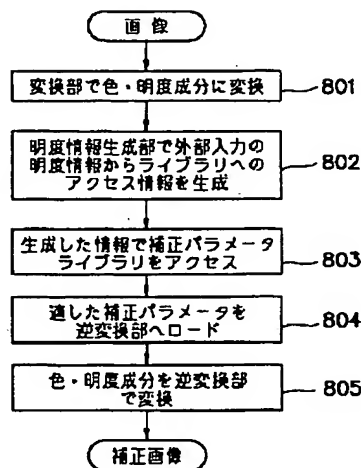 画像
変換部で色・明度成分に変換
801
明度情報生成部で外部入力の
明度情報からライブラリへの
アクセス情報を生成
802
生成した情報で補正パラメータ
ライブラリをアクセス
803
適した補正パラメータを
逆変換部へロード
804
色・明度成分を逆変換部
で変換
805
補正画像